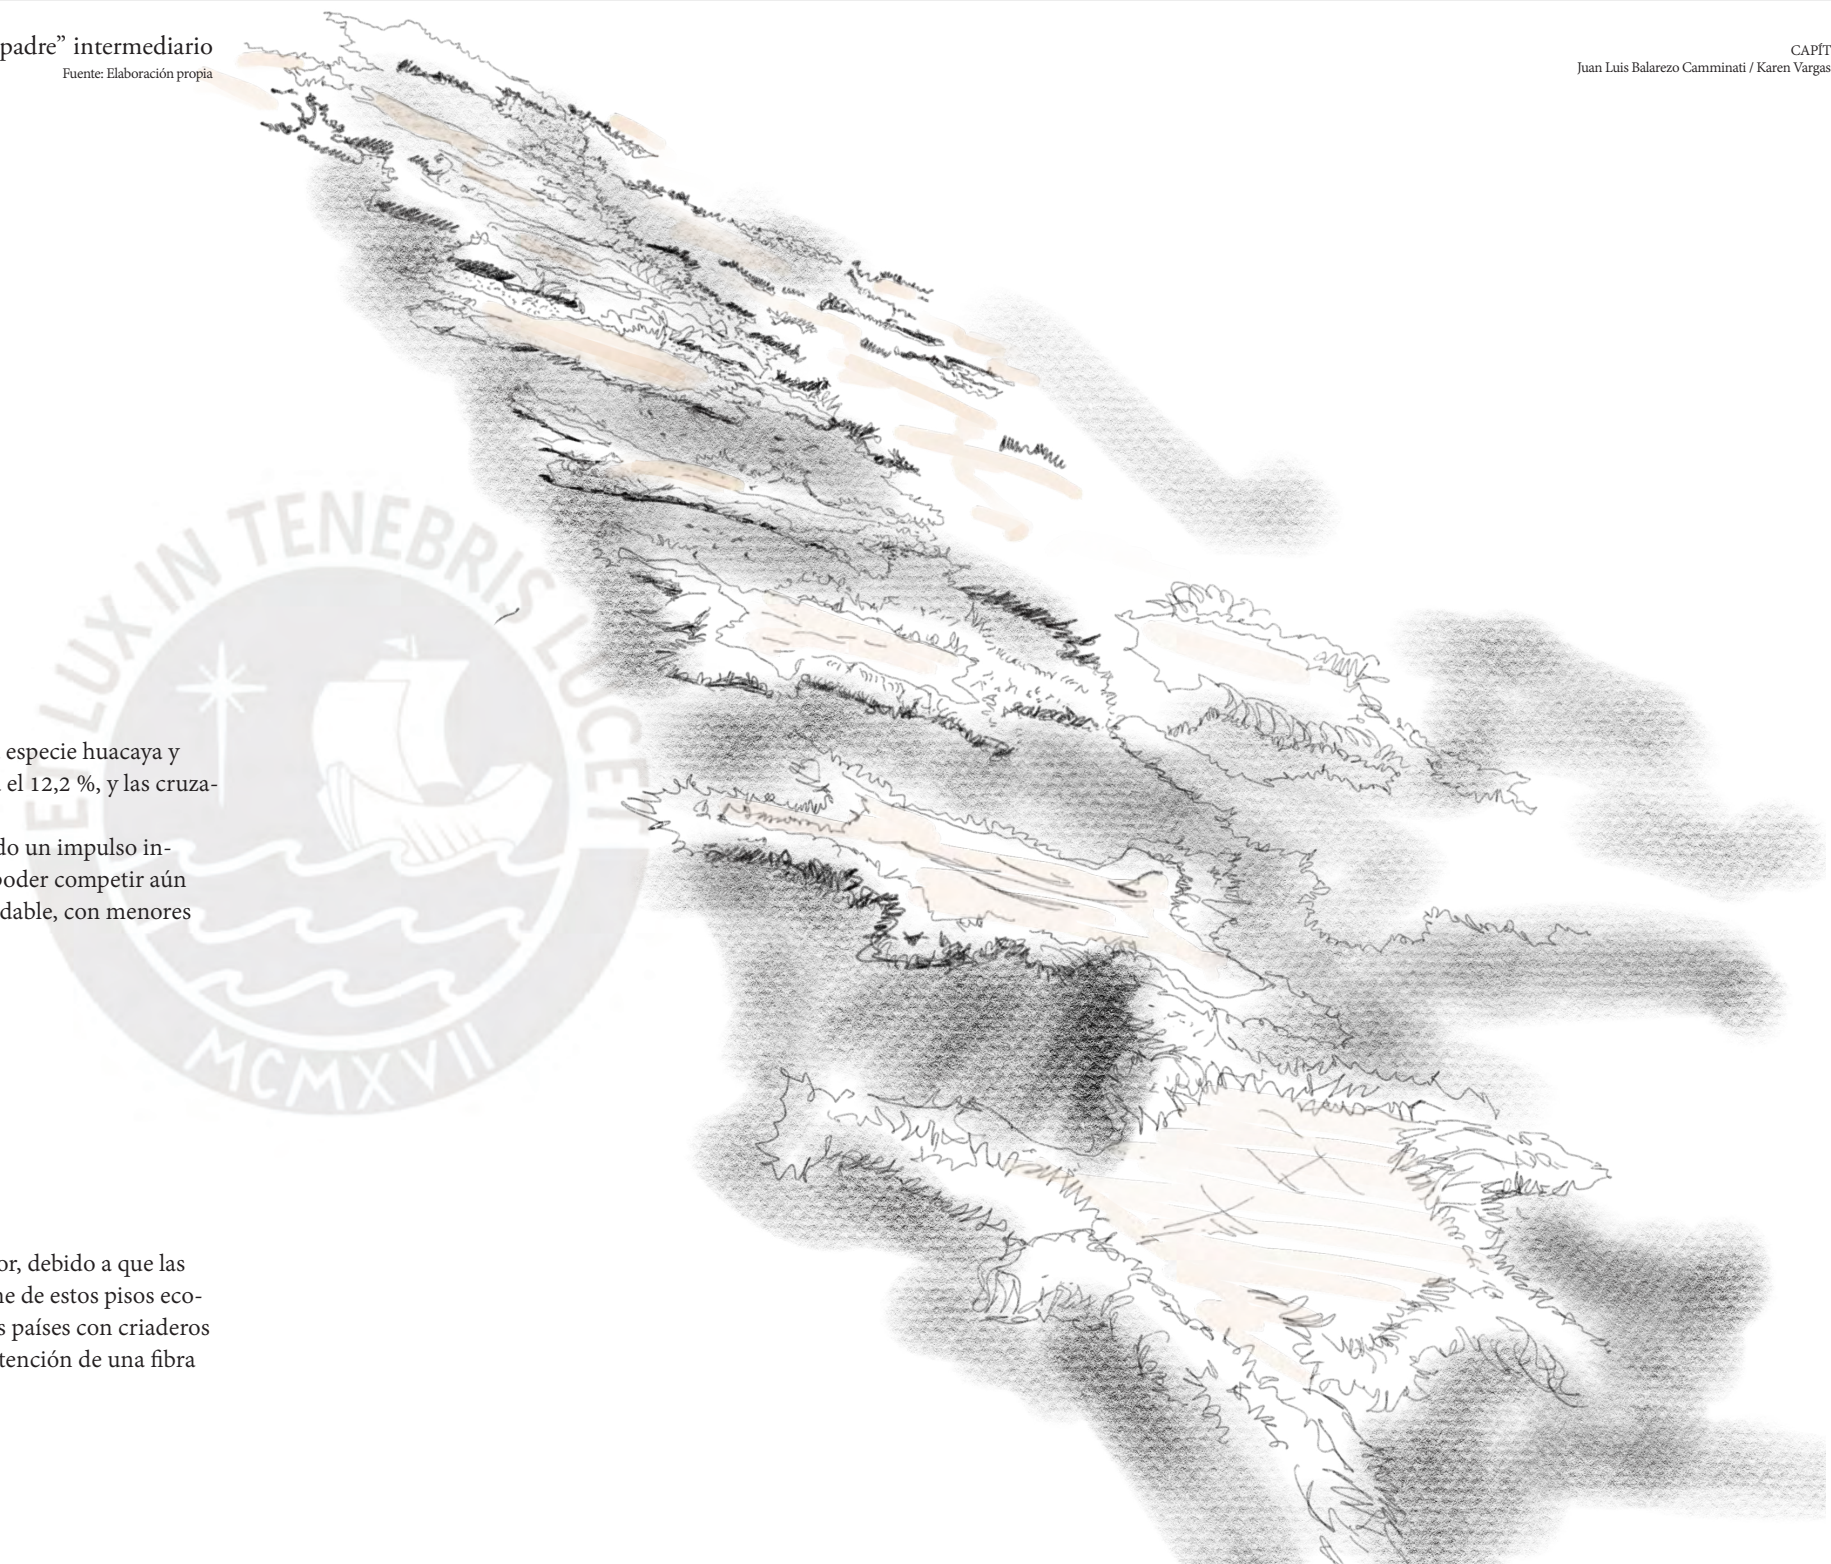 padre” intermediario
Fuente: Elaboración propia
CAPÍT
Juan Luis Balarezo Camminati / Karen Vargas
ET LUX IN TENEBRIS LUCET
MCMXVII
especie huacaya y
el 12,2 %, y las cruza-
do un impulso in-
poder competir aún
dable, con menores
or, debido a que las
ne de estos pisos eco-
s países con criaderos
tención de una fibra